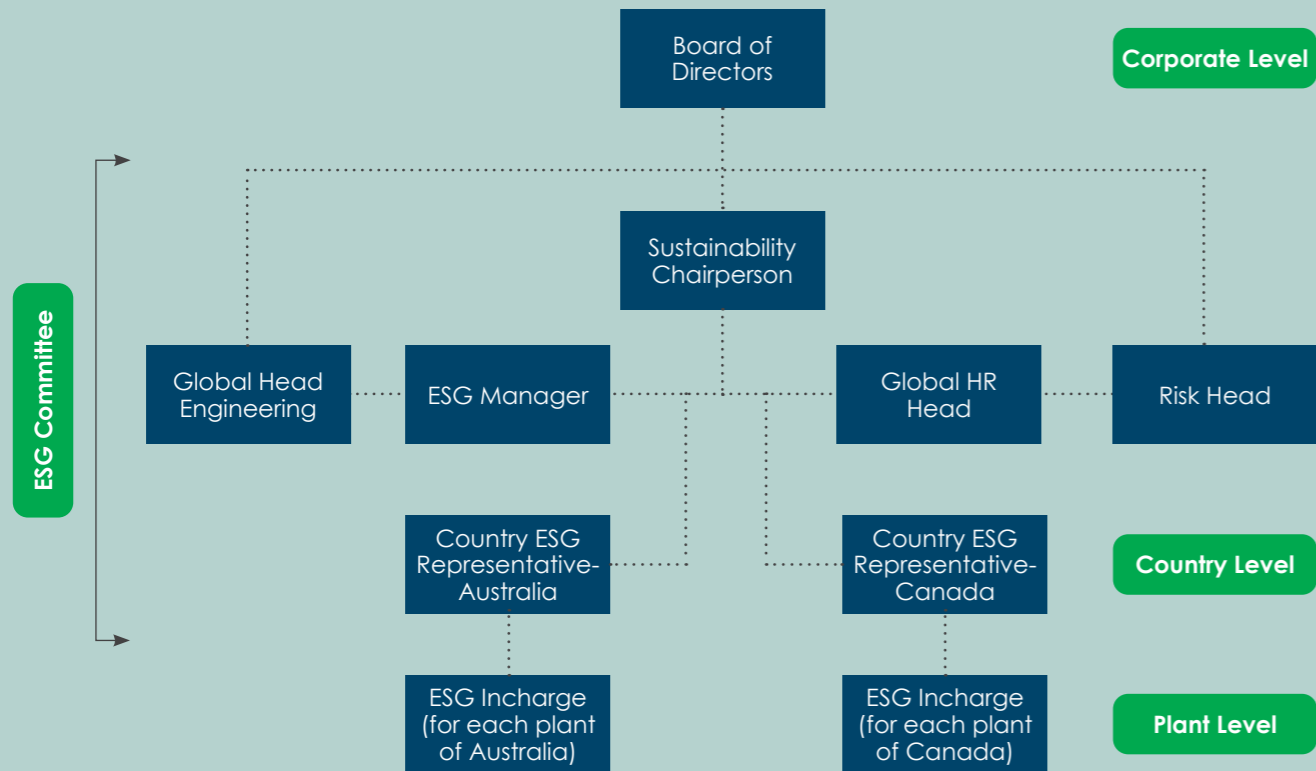 Board of
Directors
Corporate Level
Sustainability
Chairperson
ESG Committee
Global Head
Engineering
ESG Manager
Global HR
Head
Risk Head
Country ESG
Representative-
Australia
Country ESG
Representative-
Canada
Country Level
ESG Incharge
(for each plant
of Australia)
ESG Incharge
(for each plant
of Canada)
Plant Level